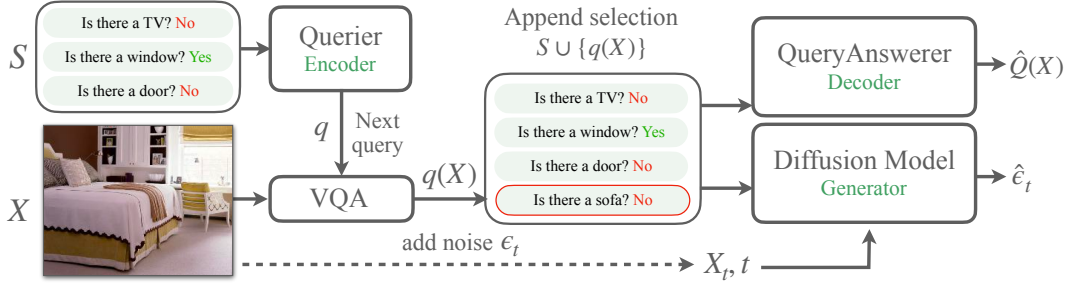 S
Is there a TV? No
Is there a window? Yes
Is there a door? No
Querier
Encoder
q
Next
query
X
VQA
q(X)
Append selection
S ∪ {q(X)}
Is there a TV? No
Is there a window? Yes
Is there a door? No
Is there a sofa? No
QueryAnswerer
Decoder
Q̂(X)
Diffusion Model
Generator
ϵ̂_t
add noise ϵ_t
X_t, t